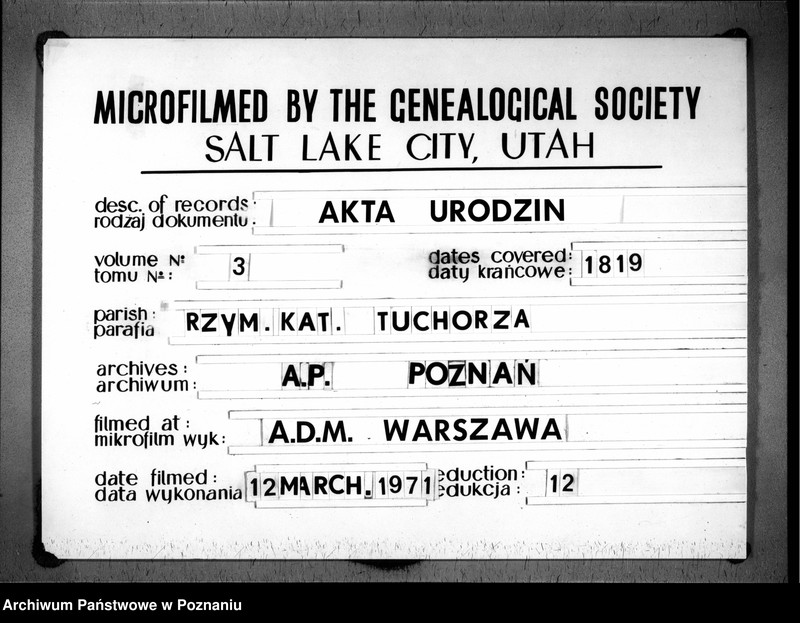 MICROFILMED BY THE GENEALOGICAL SOCIETY
SALT LAKE CITY, UTAH
desc. of records:
rodzaj dokumentu: AKTA URODZIN
volume Nº
tomu Nº: 3
dates covered:
daty krańcowe: 1819
parish:
parafia RZYM. KAT. TUCHORZA
archives:
archiwum: A.P. POZNAŃ
filmed at:
mikrofilm wyk: A.D.M. WARSZAWA
date filmed:
data wykonania 12 MARCH. 1971
eduction:
edukcja: 12
Archiwum Państwowe w Poznaniu